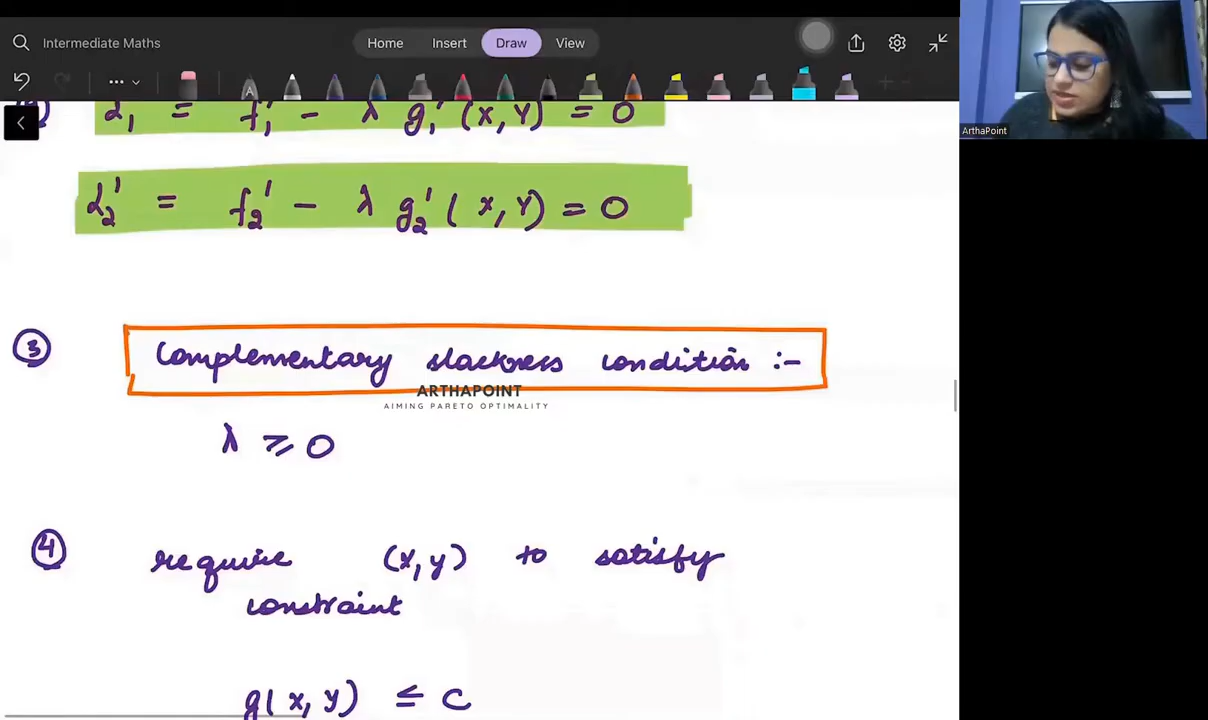 Intermediate Maths
Home Insert Draw View
ArthaPoint
L1' = f1' - λ g1' (x, y) = 0
L2' = f2' - λ g2' (x, y) = 0
③ Complementary slackness condition :-
ARTHAPOINT
AIMING PARETO OPTIMALITY
λ ≥ 0
④ require (x, y) to satisfy
constraint
g(x, y) ≤ c